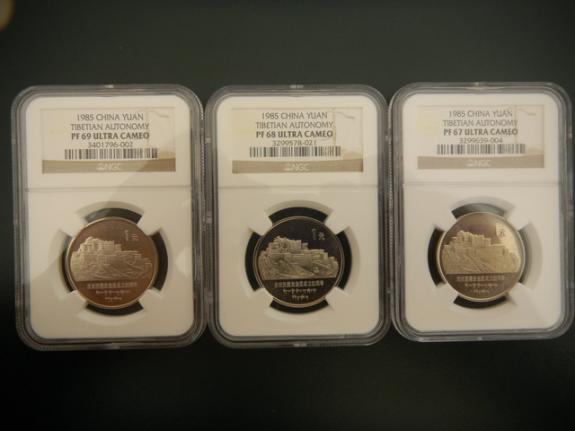 1985 CHINA YUAN
TIBETIAN AUTONOMY
PF 69 ULTRA CAMEO
3401796-002
NGC
1985 CHINA YUAN
TIBETIAN AUTONOMY
PF 68 ULTRA CAMEO
3299578-021
NGC
1985 CHINA YUAN
TIBETIAN AUTONOMY
PF 67 ULTRA CAMEO
3299639-004
NGC